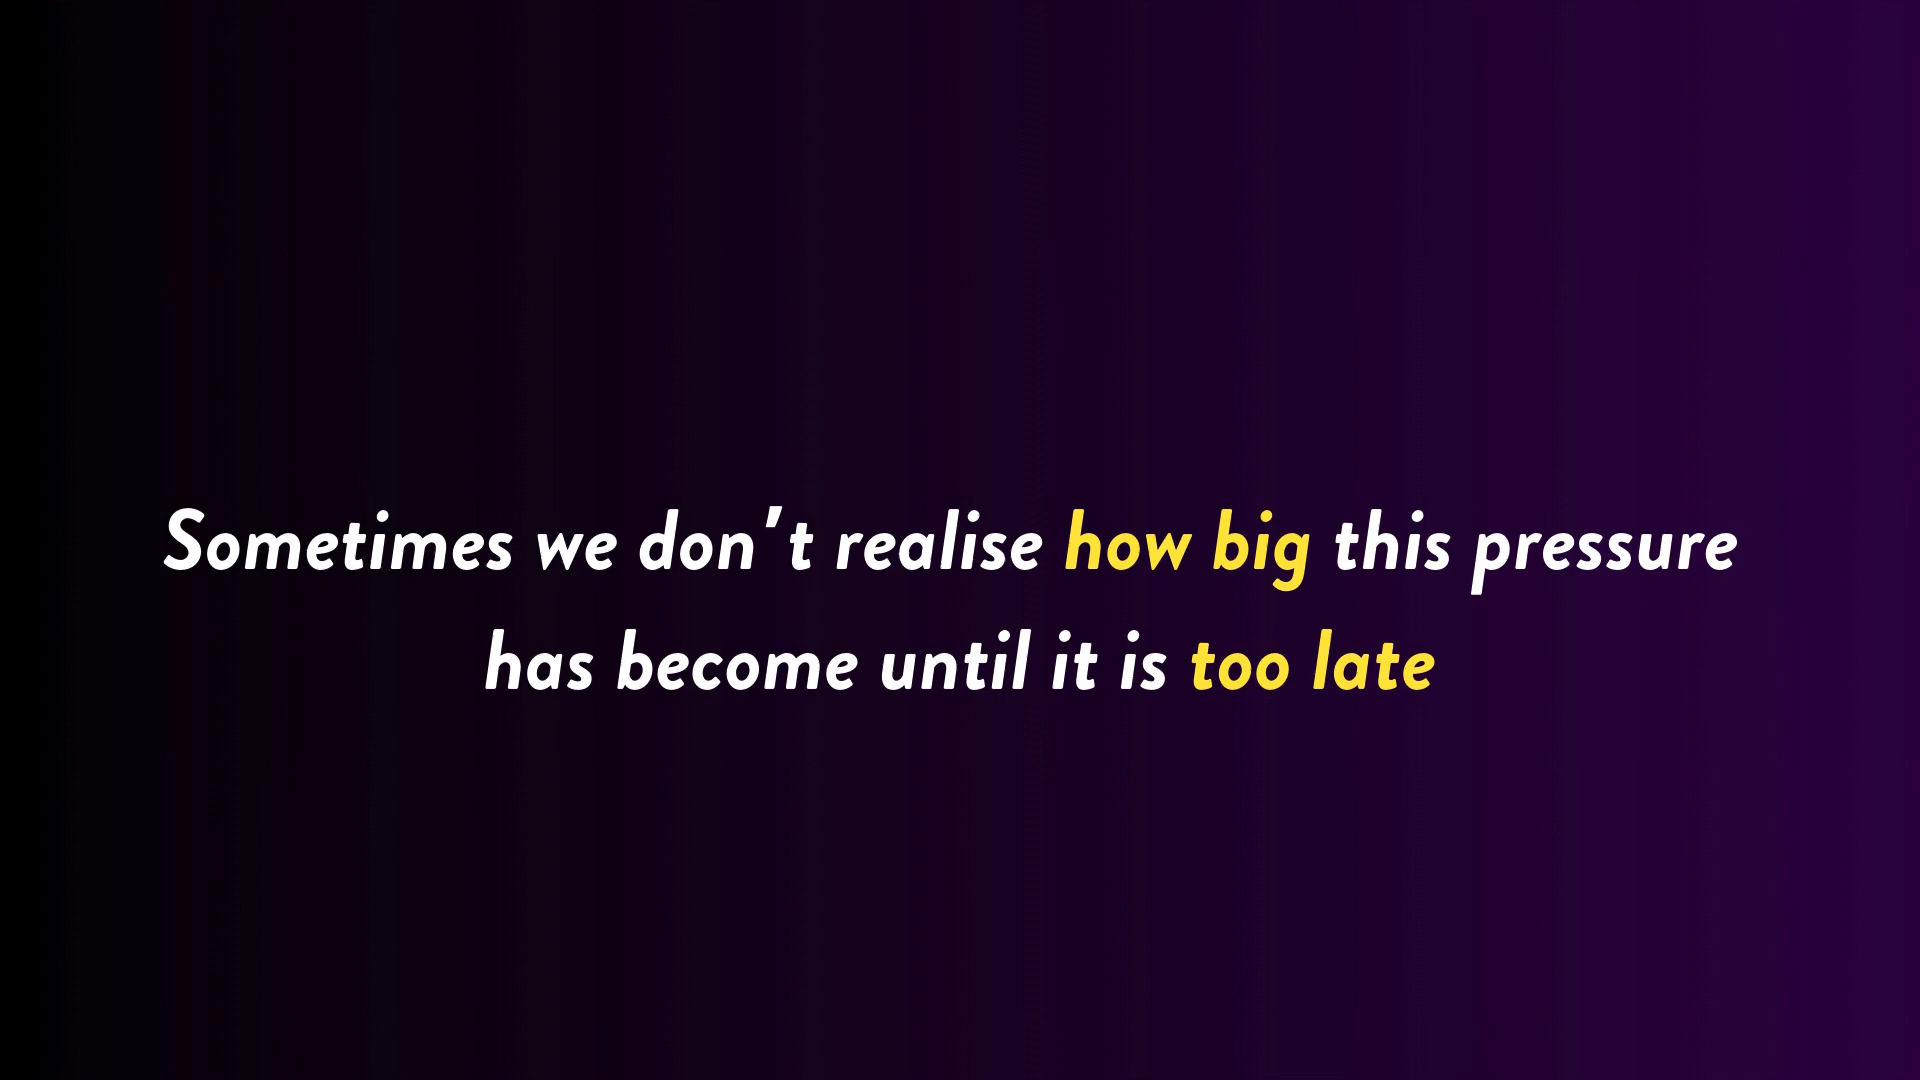 Sometimes we don't realise how big this pressure
has become until it is too late